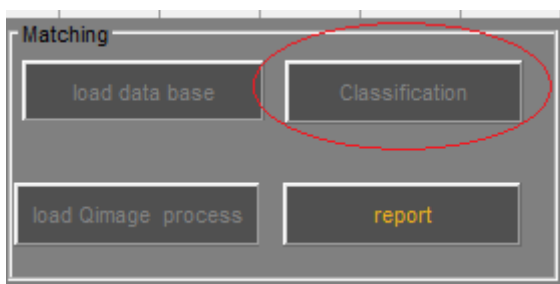 Matching
load data base
Classification
load Qimage  process
report